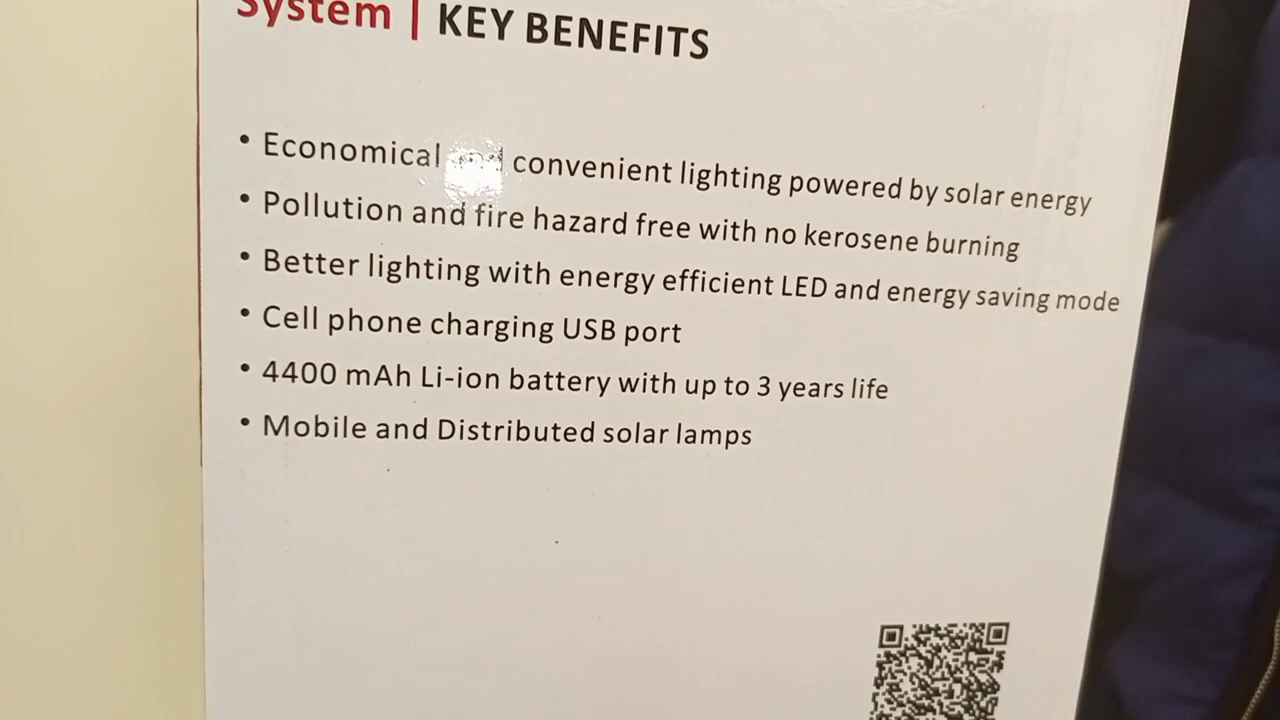 System | KEY BENEFITS
• Economical and convenient lighting powered by solar energy
• Pollution and fire hazard free with no kerosene burning
• Better lighting with energy efficient LED and energy saving mode
• Cell phone charging USB port
• 4400 mAh Li-ion battery with up to 3 years life
• Mobile and Distributed solar lamps